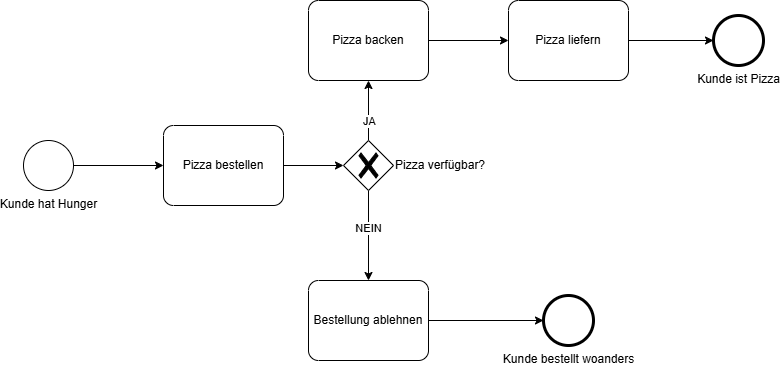 Pizza backen
Pizza liefern
Kunde ist Pizza
JA
Pizza bestellen
Pizza verfügbar?
Kunde hat Hunger
NEIN
Bestellung ablehnen
Kunde bestellt woanders